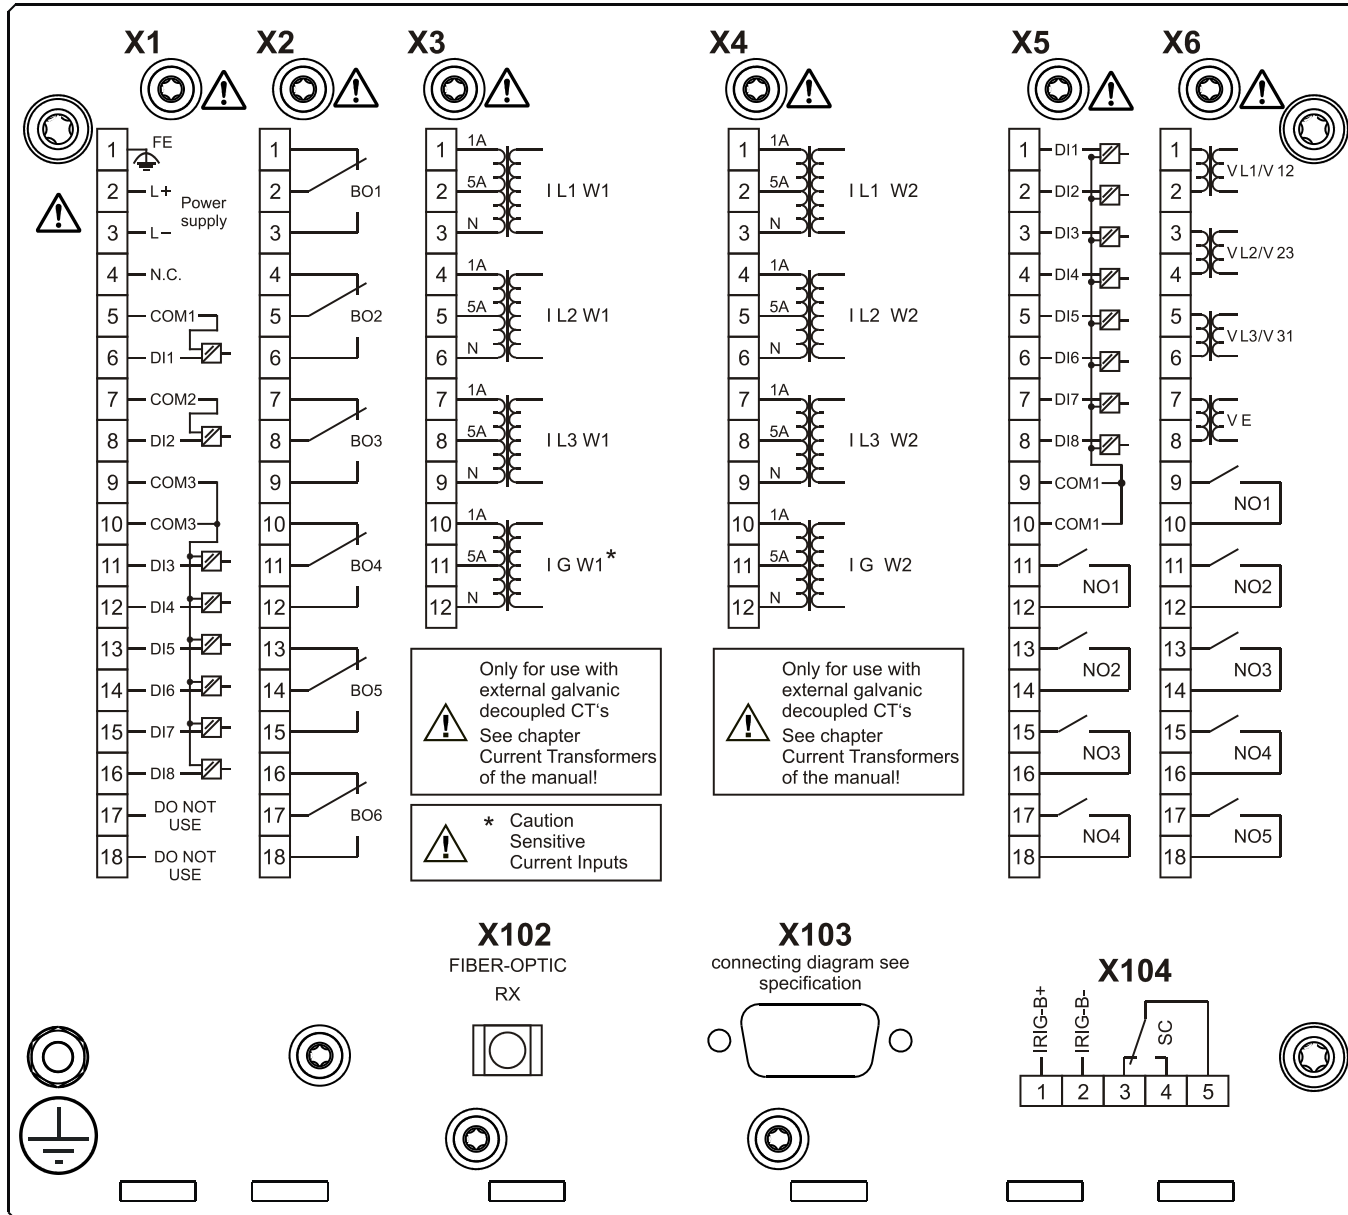 X1
X2
X3
X4
X5
X6
1 FE
2 L+
Power
supply
3 L–
4 N.C.
5 COM1
6 DI1
7 COM2
8 DI2
9 COM3
10 COM3
11 DI3
12 DI4
13 DI5
14 DI6
15 DI7
16 DI8
17 DO NOT
USE
18 DO NOT
USE
1
2 BO1
3
4
5 BO2
6
7
8 BO3
9
10
11 BO4
12
13
14 BO5
15
16
17 BO6
18
1 1A
2 5A I L1 W1
3 N
4 1A
5 5A I L2 W1
6 N
7 1A
8 5A I L3 W1
9 N
10 1A
11 5A I G W1*
12 N
Only for use with
external galvanic
decoupled CT‘s
See chapter
Current Transformers
of the manual!
* Caution
Sensitive
Current Inputs
1 1A
2 5A I L1 W2
3 N
4 1A
5 5A I L2 W2
6 N
7 1A
8 5A I L3 W2
9 N
10 1A
11 5A I G W2
12 N
Only for use with
external galvanic
decoupled CT‘s
See chapter
Current Transformers
of the manual!
1 DI1
2 DI2
3 DI3
4 DI4
5 DI5
6 DI6
7 DI7
8 DI8
9 COM1
10 COM1
11
NO1
12
13
NO2
14
15
NO3
16
17
NO4
18
1
V L1/V 12
2
3
V L2/V 23
4
5
V L3/V 31
6
7
V E
8
9
NO1
10
11
NO2
12
13
NO3
14
15
NO4
16
17
NO5
18
X102
FIBER-OPTIC
RX
X103
connecting diagram see
specification
X104
IRIG-B+
IRIG-B-
SC
1 2 3 4 5